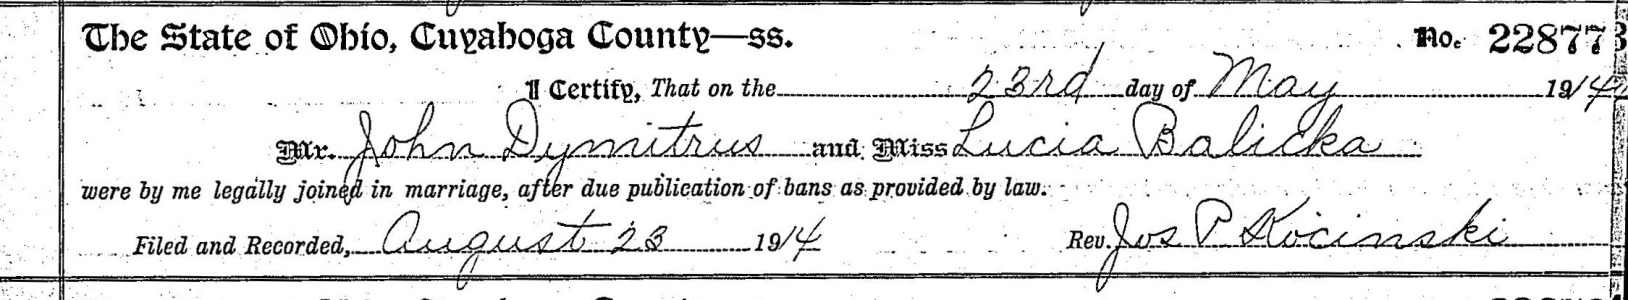 The State of Ohio, Cuyahoga County—ss. No. 228773
I Certify, That on the 23rd day of May 1914
Mr. John Dymitrus and Miss Lucia Balicka
were by me legally joined in marriage, after due publication of bans as provided by law.
Filed and Recorded, August 23 1914 Rev. Jos P Kocinski